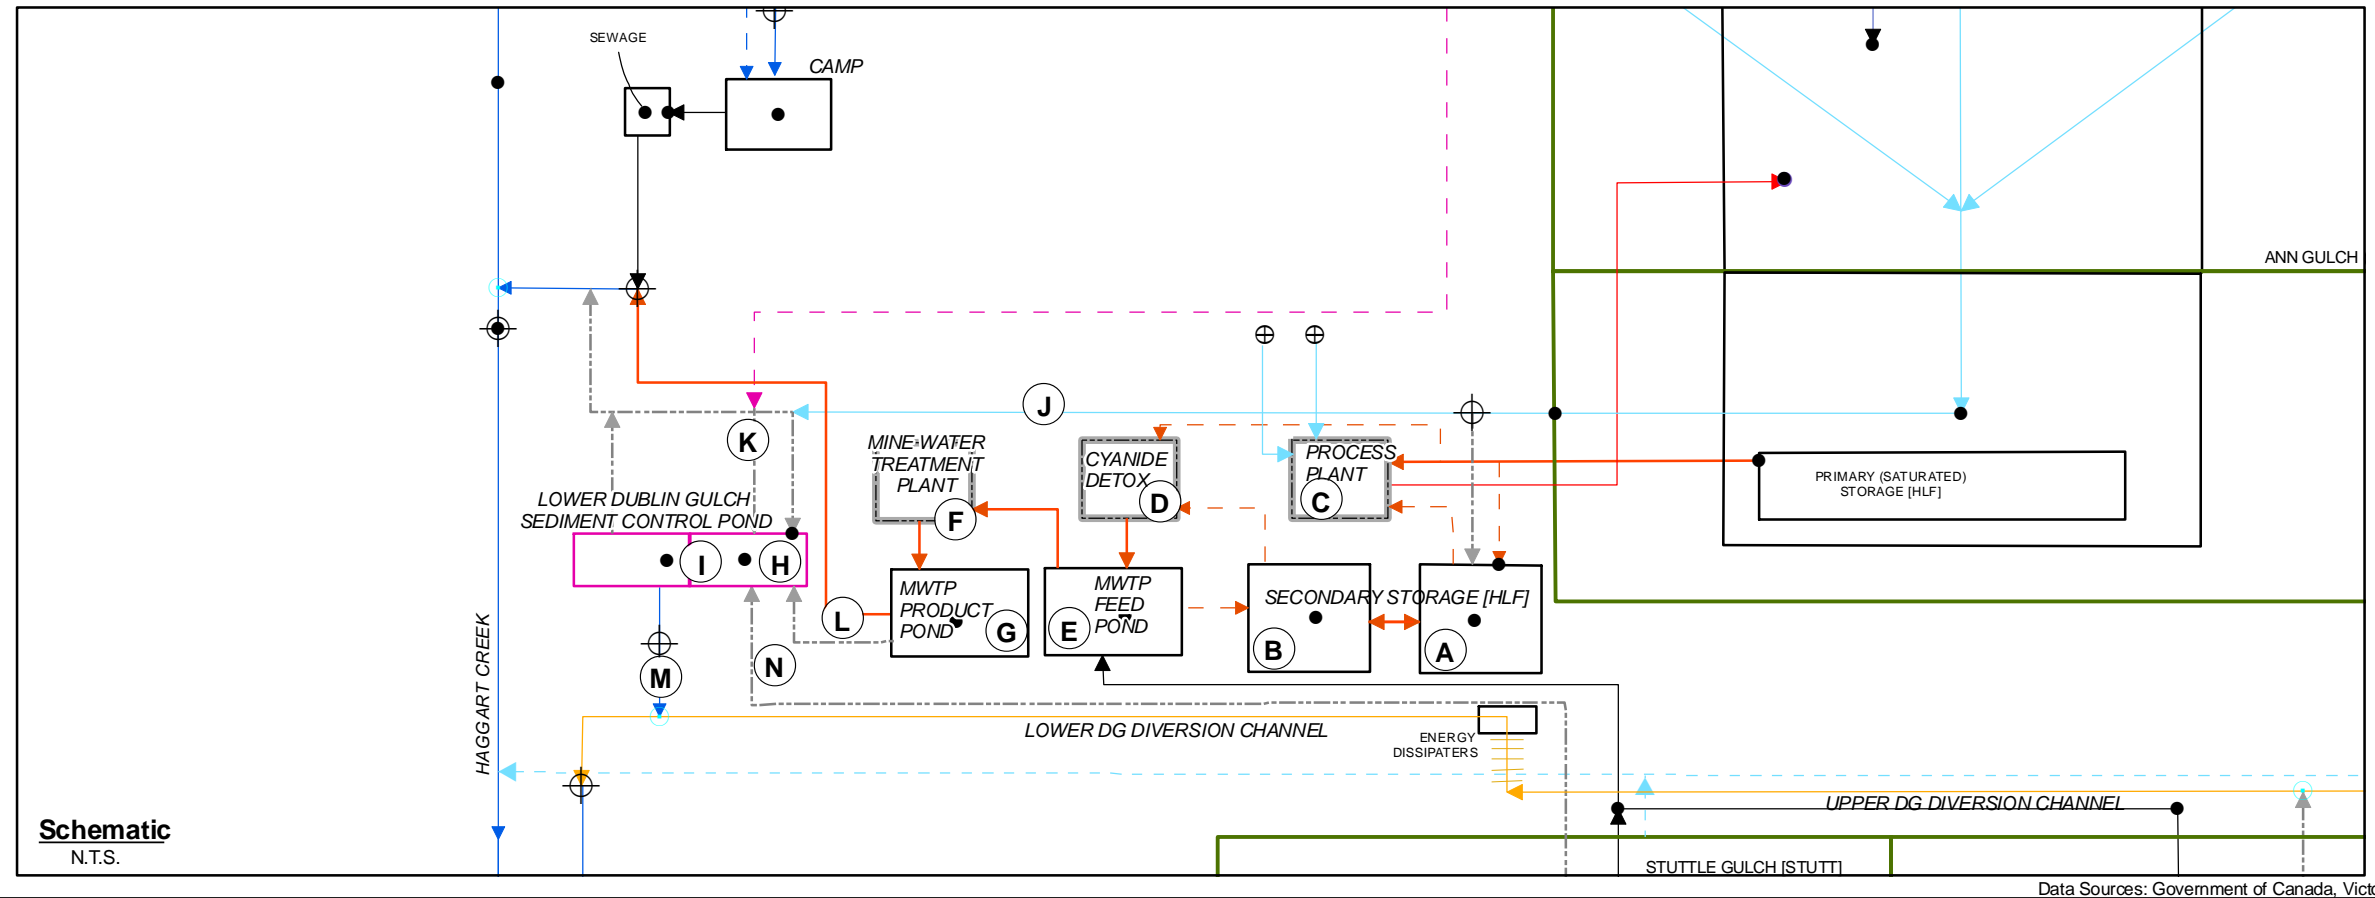 SEWAGE
CAMP
ANN GULCH
J
K
MINE-WATER
TREATMENT
PLANT
F
CYANIDE
DETOX
D
PROCESS
PLANT
C
PRIMARY (SATURATED)
STORAGE [HLF]
LOWER DUBLIN GULCH
SEDIMENT CONTROL POND
I
H
MWTP
PRODUCT
POND
G
L
MWTP
FEED
POND
E
SECONDARY STORAGE [HLF]
B
A
M
N
HAGGART CREEK
LOWER DG DIVERSION CHANNEL
ENERGY
DISSIPATERS
UPPER DG DIVERSION CHANNEL
Schematic
N.T.S.
STUTTLE GULCH [STUTT]
Data Sources: Government of Canada, Victo